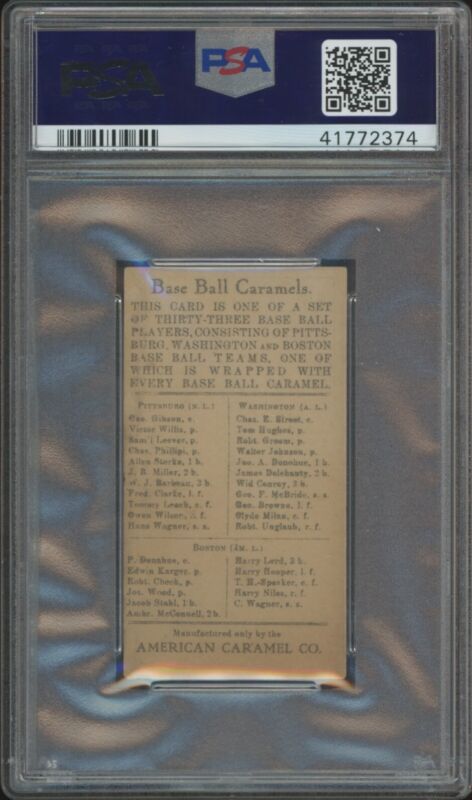 PSA
PSA
41772374
Base Ball Caramels.
THIS CARD IS ONE OF A SET
OF THIRTY-THREE BASE BALL
PLAYERS, CONSISTING OF PITTS-
BURG, WASHINGTON AND BOSTON
BASE BALL TEAMS, ONE OF
WHICH IS WRAPPED WITH
EVERY BASE BALL CARAMEL.
PITTSBURG (N. L.)
Geo. Gibson, c.
Victor Willis, p.
Sam'l Leever, p.
Chas. Phillipi, p.
Allen Storke, 1 b.
J. B. Miller, 2 b.
W. J. Barbeau, 3 b.
Fred. Clarke, l. f.
Tommy Leach, c. f.
Owen Wilson, r. f.
Hans Wagner, s. s.
WASHINGTON (A. L.)
Chas. E. Street, c.
Tom Hughes, p.
Robt. Groom, p.
Walter Johnson, p.
Jno. A. Donohue, 1 b.
James Delehanty, 2 b.
Wid Conroy, 3 b.
Geo. F. McBride, s. s.
Geo. Browne, l. f.
Clyde Milan, c. f.
Robt. Unglaub, r. f.
BOSTON (AM. L.)
P. Donahue, c.
Edwin Karger, p.
Robt. Chech, p.
Jos. Wood, p.
Jacob Stahl, 1 b.
Ambr. McConnell, 2 b.
Harry Lord, 3 b.
Harry Hooper, l. f.
T. H. Speaker, c. f.
Harry Niles, r. f.
C. Wagner, s. s.
Manufactured only by the
AMERICAN CARAMEL CO.